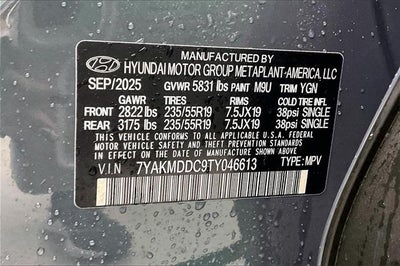 MANUFACTURED BY
HYUNDAI MOTOR GROUP METAPLANT-AMERICA, LLC
SEP/2025 GVWR 5831 lbs PAINT M9U TRIM YGN
GAWR TIRES RIMS COLD TIRE INF
FRONT 2822 lbs 235/55R19 7.5JX19 38psi SINGLE
REAR 3175 lbs 235/55R19 7.5JX19 38psi SINGLE
THIS VEHICLE CONFORMS TO ALL APPLICABLE U.S.A. FEDERAL
MOTOR VEHICLE SAFETY, BUMPER, AND THEFT PREVENTION
STANDARDS IN EFFECT ON THE DATE OF MANUFACTURE SHOWN ABOVE.
V.I.N 7YAKMDDC9TY046613 TYPE: MPV